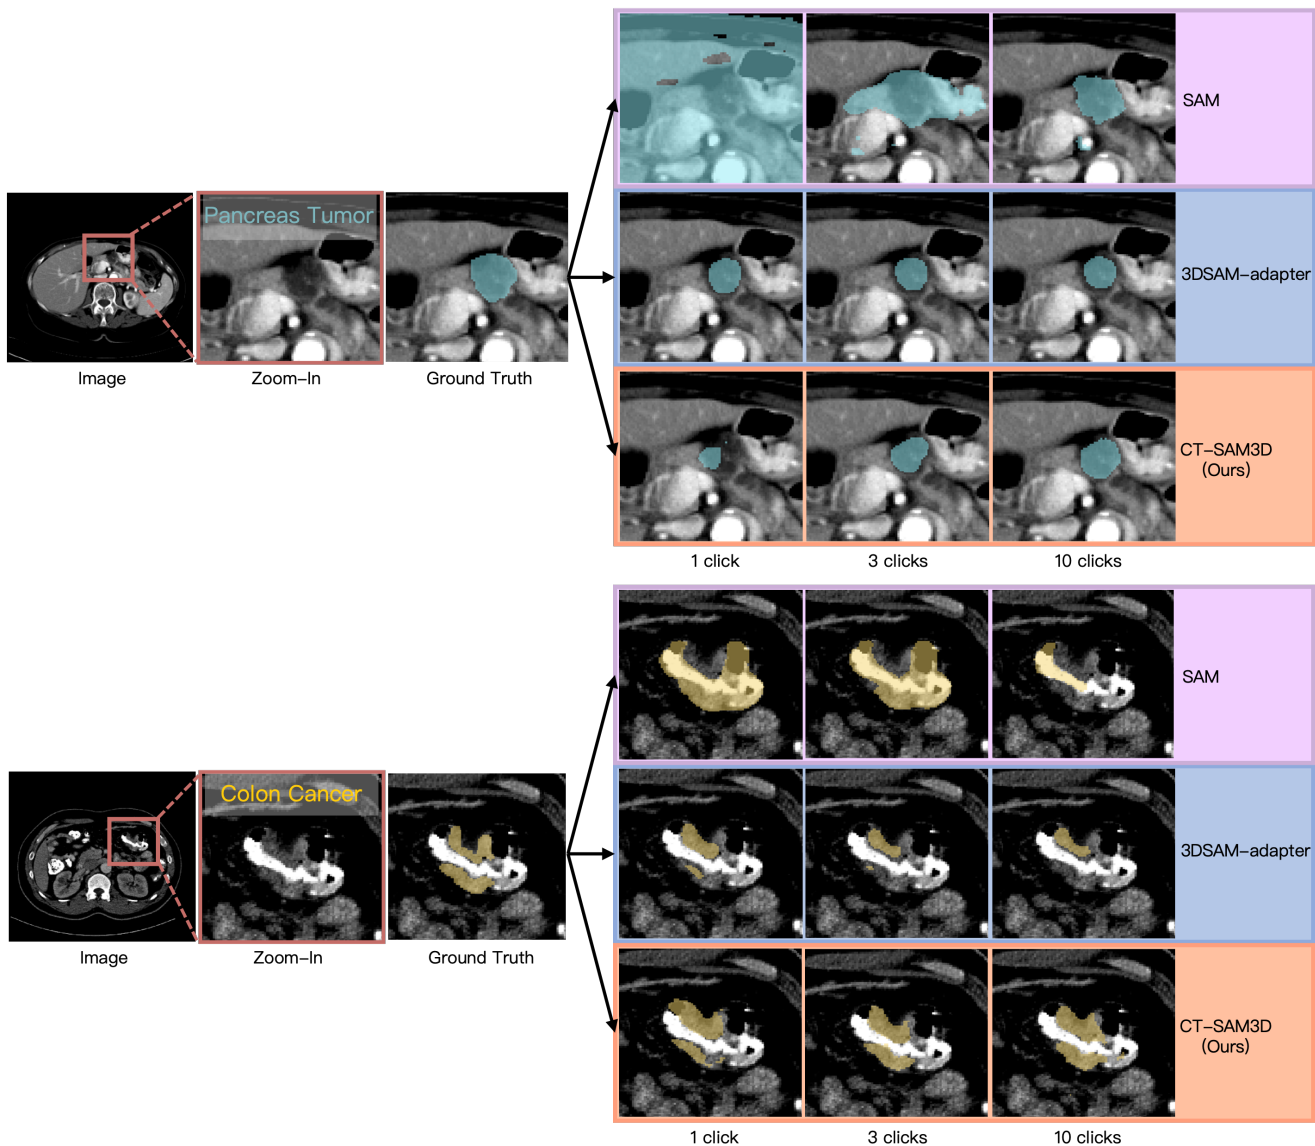 SAM
Pancreas Tumor
3DSAM-adapter
Image
Zoom-In
Ground Truth
CT-SAM3D
(Ours)
1 click
3 clicks
10 clicks
SAM
Colon Cancer
3DSAM-adapter
Image
Zoom-In
Ground Truth
CT-SAM3D
(Ours)
1 click
3 clicks
10 clicks